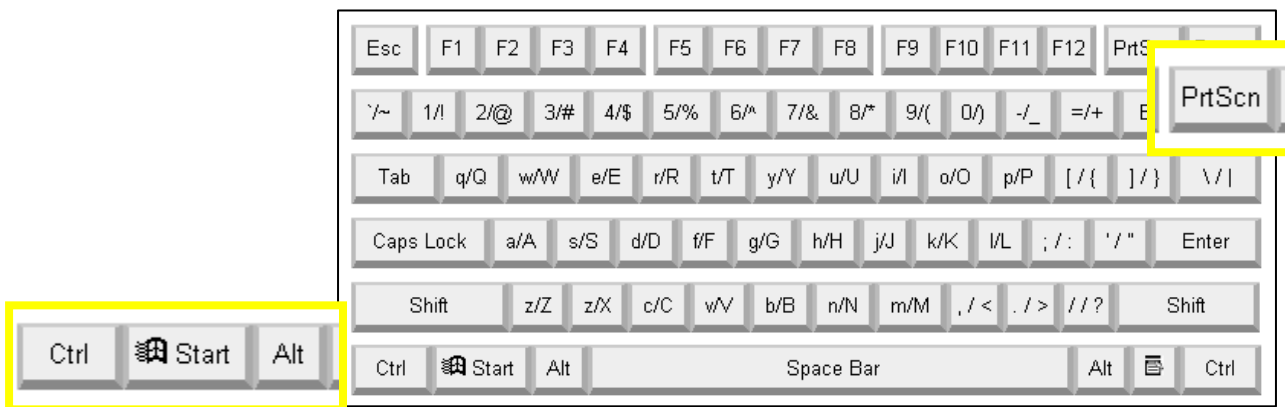 Esc F1 F2 F3 F4 F5 F6 F7 F8 F9 F10 F11 F12 PrtS
PrtScn
`/~ 1/! 2/@ 3/# 4/$ 5/% 6/^ 7/& 8/* 9/( 0/) -/_ =/+
Tab q/Q w/W e/E r/R t/T y/Y u/U i/I o/O p/P [ / { ] / } \ / |
Caps Lock a/A s/S d/D f/F g/G h/H j/J k/K l/L ; / : ' / " Enter
Shift z/Z z/X c/C v/V b/B n/N m/M , / < . / > / / ? Shift
Ctrl Start Alt
Ctrl Start Alt Space Bar Alt Ctrl